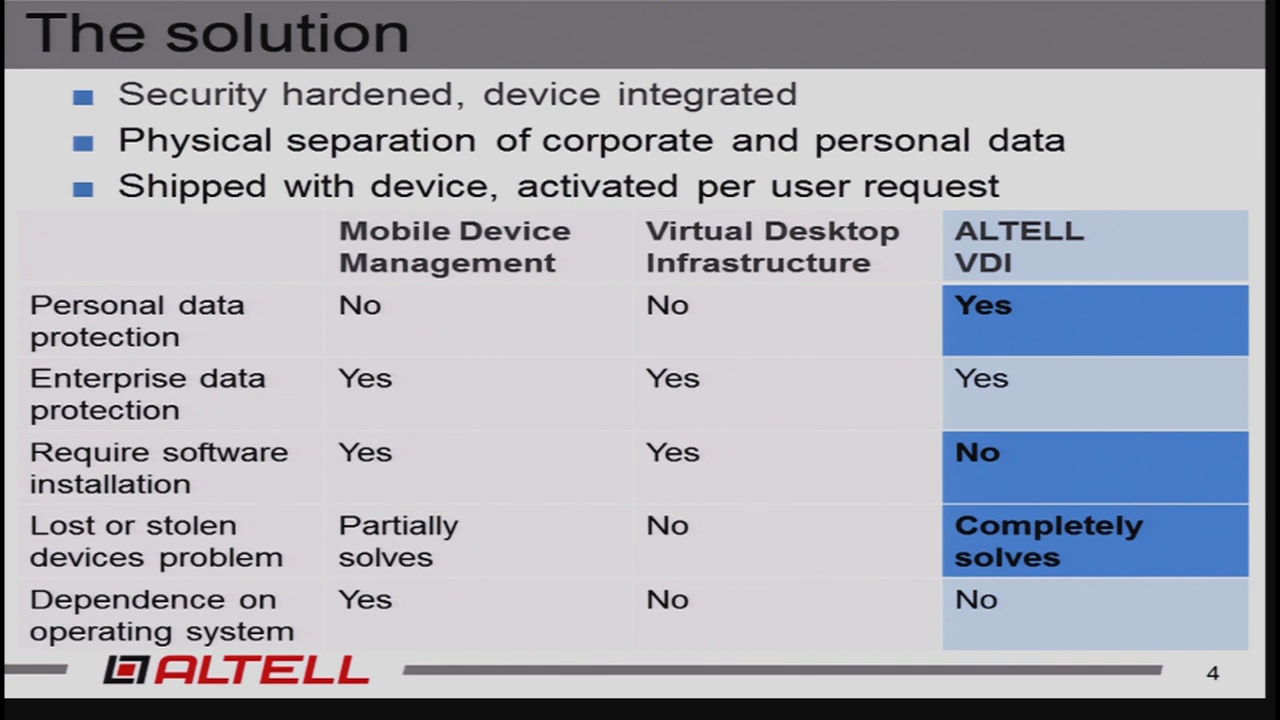 The solution
Security hardened, device integrated
Physical separation of corporate and personal data
Shipped with device, activated per user request
Mobile Device Management
Virtual Desktop Infrastructure
ALTELL VDI
Personal data protection
No
No
Yes
Enterprise data protection
Yes
Yes
Yes
Require software installation
Yes
Yes
No
Lost or stolen devices problem
Partially solves
No
Completely solves
Dependence on operating system
Yes
No
No
ALTELL
4